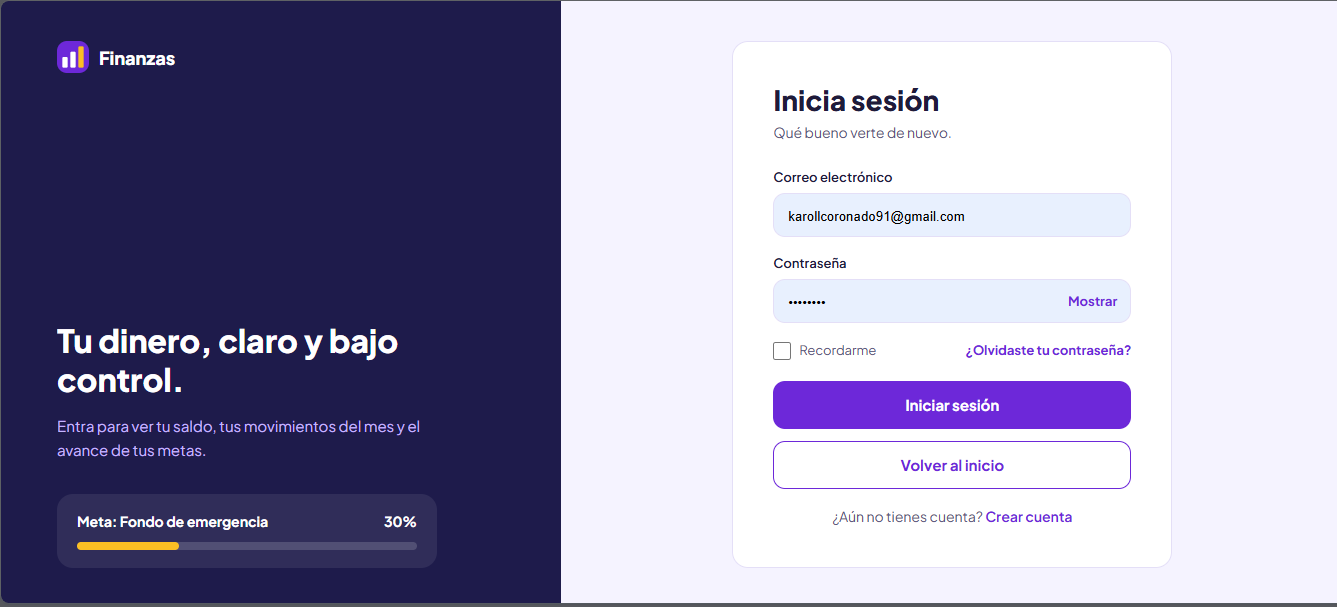 Finanzas
Tu dinero, claro y bajo
control.
Entra para ver tu saldo, tus movimientos del mes y el
avance de tus metas.
Meta: Fondo de emergencia 30%
Inicia sesión
Qué bueno verte de nuevo.
Correo electrónico
karollcoronado91@gmail.com
Contraseña
•••••••• Mostrar
Recordarme ¿Olvidaste tu contraseña?
Iniciar sesión
Volver al inicio
¿Aún no tienes cuenta? Crear cuenta